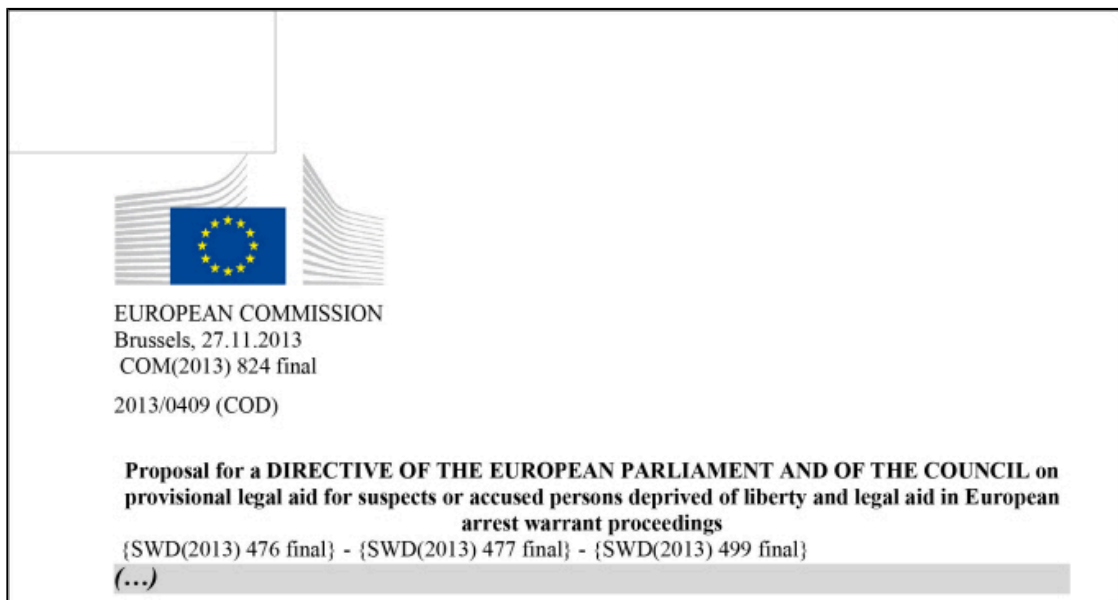 EUROPEAN COMMISSION
Brussels, 27.11.2013
COM(2013) 824 final
2013/0409 (COD)
Proposal for a DIRECTIVE OF THE EUROPEAN PARLIAMENT AND OF THE COUNCIL on
provisional legal aid for suspects or accused persons deprived of liberty and legal aid in European
arrest warrant proceedings
{SWD(2013) 476 final} - {SWD(2013) 477 final} - {SWD(2013) 499 final}
(...)